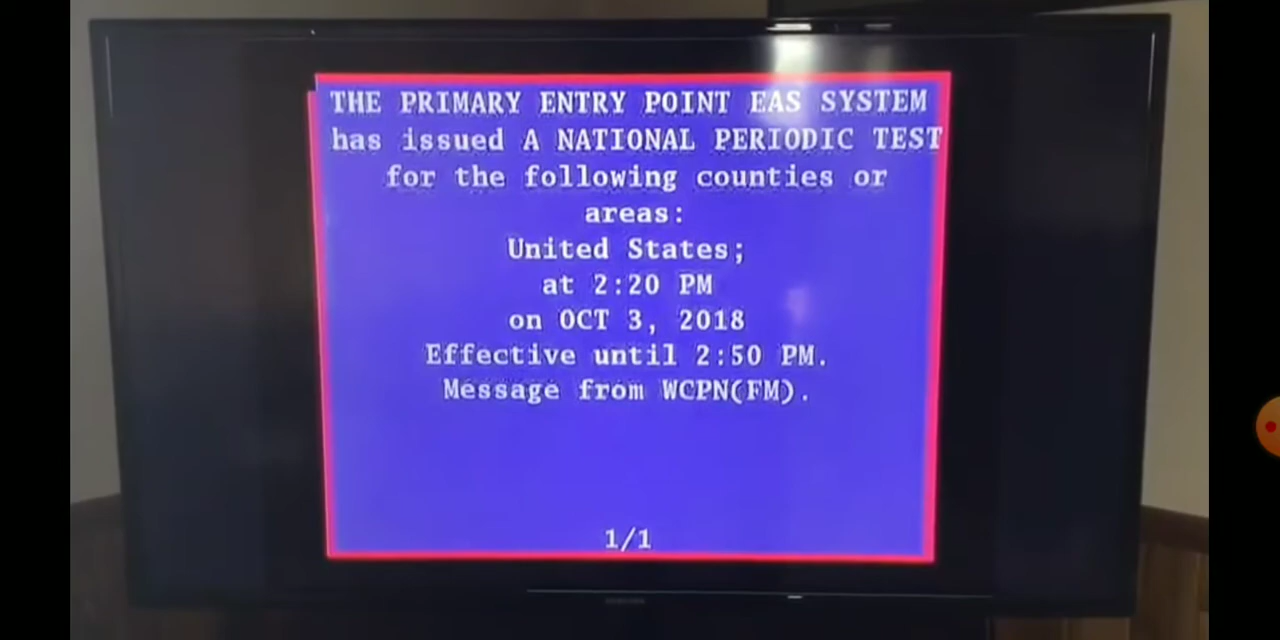 THE PRIMARY ENTRY POINT EAS SYSTEM
has issued A NATIONAL PERIODIC TEST
for the following counties or
areas:
United States;
at 2:20 PM
on OCT 3, 2018
Effective until 2:50 PM.
Message from WCPN(FM).
1/1